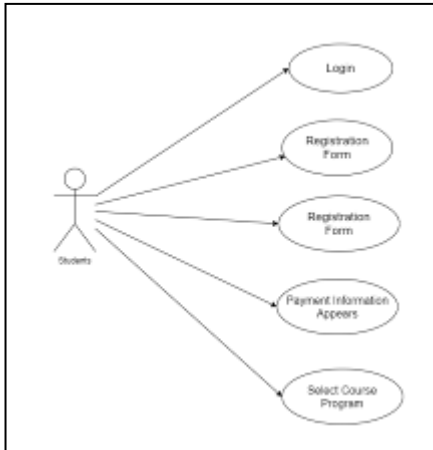 Login
Registration
Form
Registration
Form
Students
Payment Information
Appears
Select Course
Program